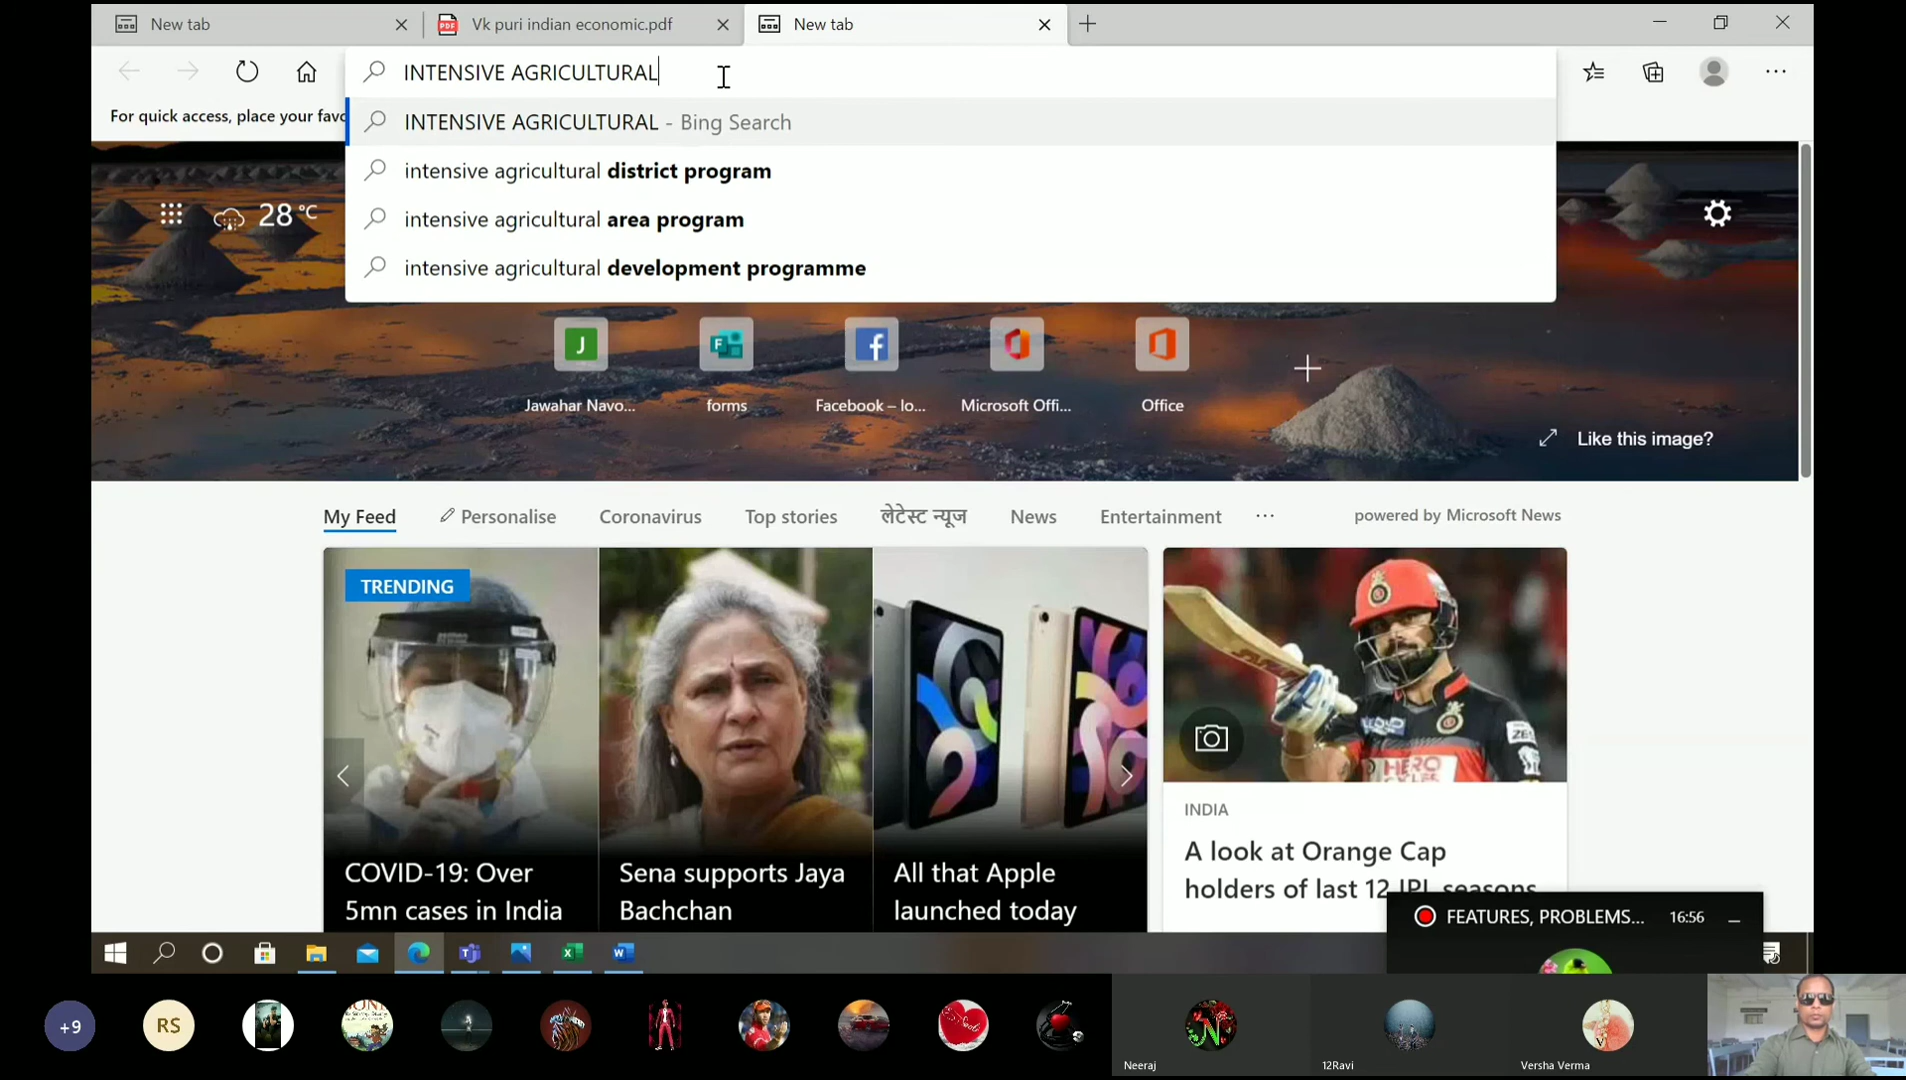 New tab
Vk puri indian economic.pdf
New tab
INTENSIVE AGRICULTURAL
For quick access, place your favo
INTENSIVE AGRICULTURAL - Bing Search
intensive agricultural district program
intensive agricultural area program
intensive agricultural development programme
28 °C
J
F
Jawahar Navo...
forms
Facebook – lo...
Microsoft Offi...
Office
Like this image?
My Feed
Personalise
Coronavirus
Top stories
लेटेस्ट न्यूज
News
Entertainment
powered by Microsoft News
TRENDING
COVID-19: Over
5mn cases in India
Sena supports Jaya
Bachchan
All that Apple
launched today
HERO
CYCLES
INDIA
A look at Orange Cap
holders of last 12 IPL seasons
FEATURES, PROBLEMS...
16:56
+9
RS
Neeraj
12Ravi
Versha Verma